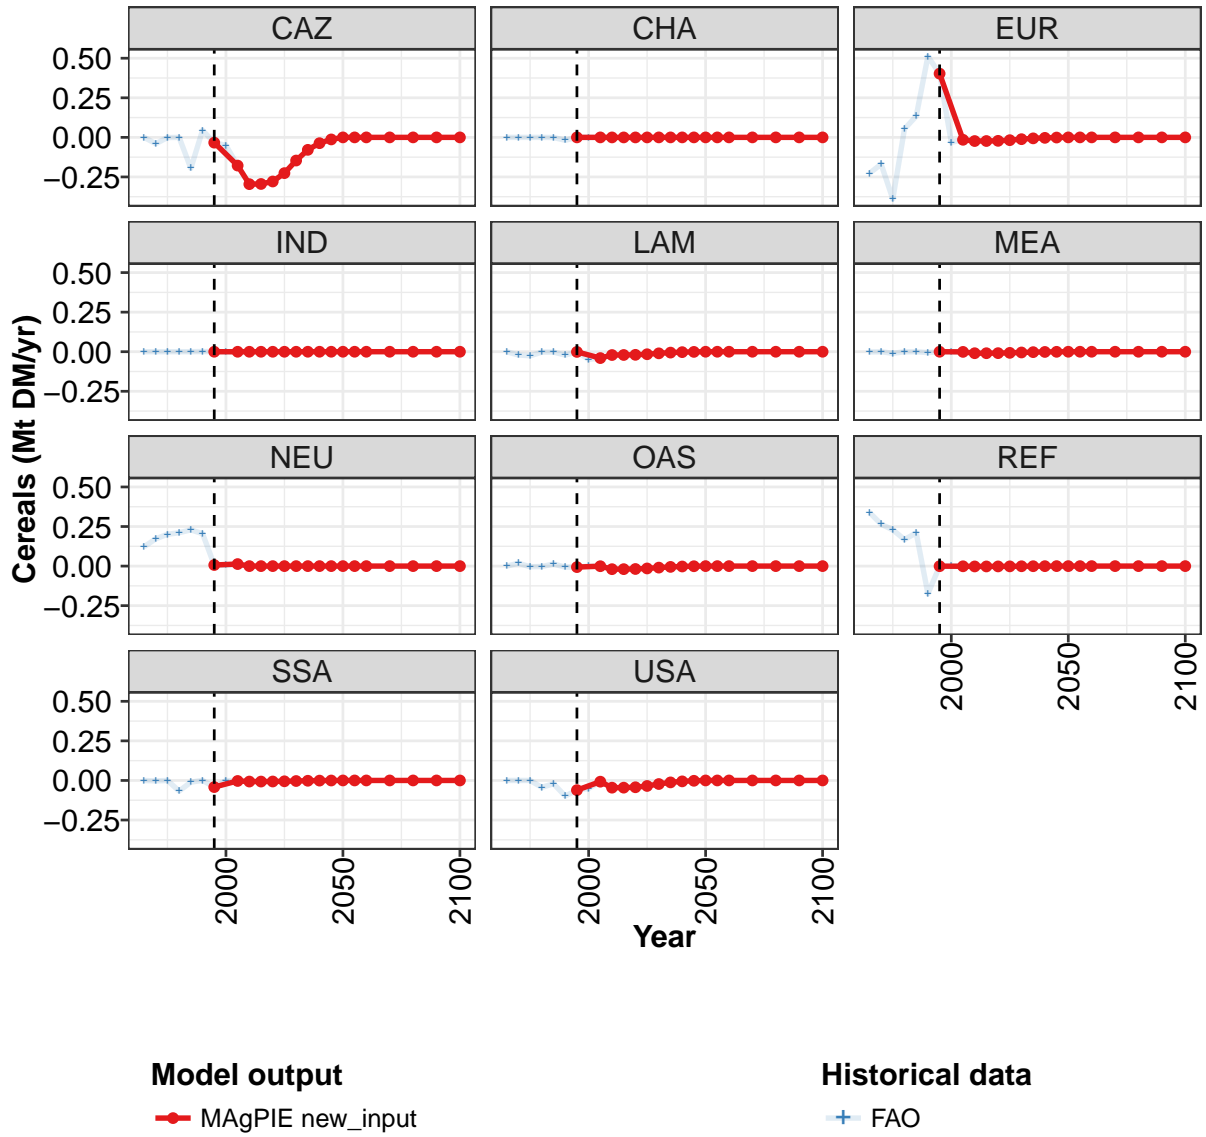 CAZ CHA EUR
0.50
0.25
0.00
−0.25
IND LAM MEA
0.50
0.25
0.00
−0.25
NEU OAS REF
0.50
0.25
0.00
−0.25
SSA USA
0.50
0.25
0.00
−0.25
2000 2050 2100
2000 2050 2100
2000 2050 2100
Cereals (Mt DM/yr)
Year
Model output Historical data
MAgPIE new_input FAO